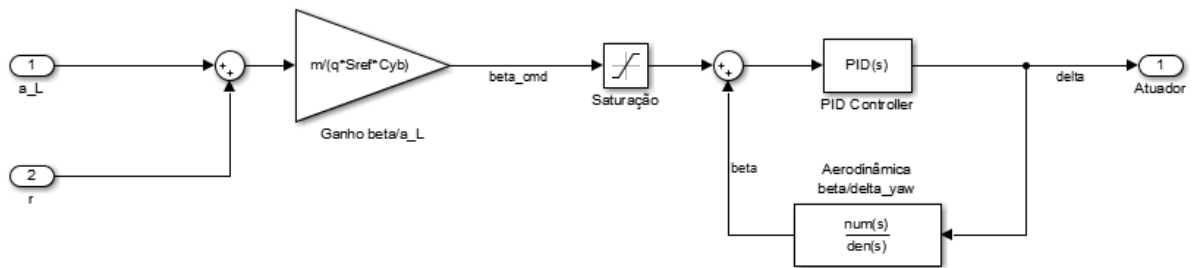 1
a_L
2
r
+
+
m/(q*Sref*Cyb)
Ganho beta/a_L
beta_cmd
Saturação
+
+
PID(s)
PID Controller
delta
1
Atuador
beta
Aerodinâmica
beta/delta_yaw
num(s)
den(s)